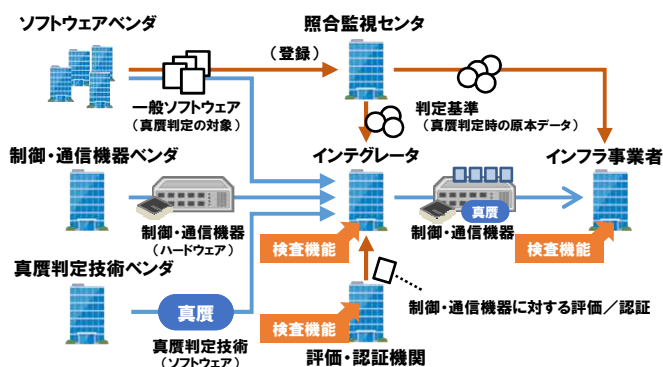 ソフトウェアベンダ
照合監視センタ
（登録）
一般ソフトウェア
（真贋判定の対象）
判定基準
（真贋判定時の原本データ）
制御・通信機器ベンダ
インテグレータ
インフラ事業者
真贋
制御・通信機器
（ハードウェア）
制御・通信機器
検査機能
検査機能
真贋判定技術ベンダ
真贋
検査機能
制御・通信機器に対する評価／認証
真贋判定技術
（ソフトウェア）
評価・認証機関